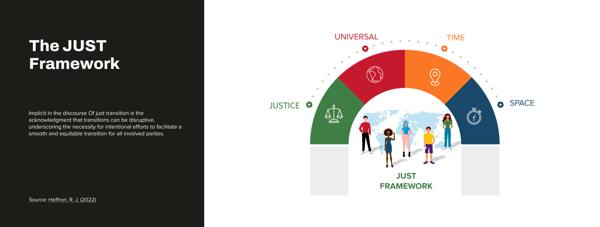 The JUST
Framework
Implicit in the discourse Of just transition is the
acknowledgment that transitions can be disruptive,
underscoring the necessity for intentional efforts to facilitate a
smooth and equitable transition for all involved parties.
Source: Heffron, R. J. (2022)
UNIVERSAL
TIME
JUSTICE
SPACE
JUST
FRAMEWORK